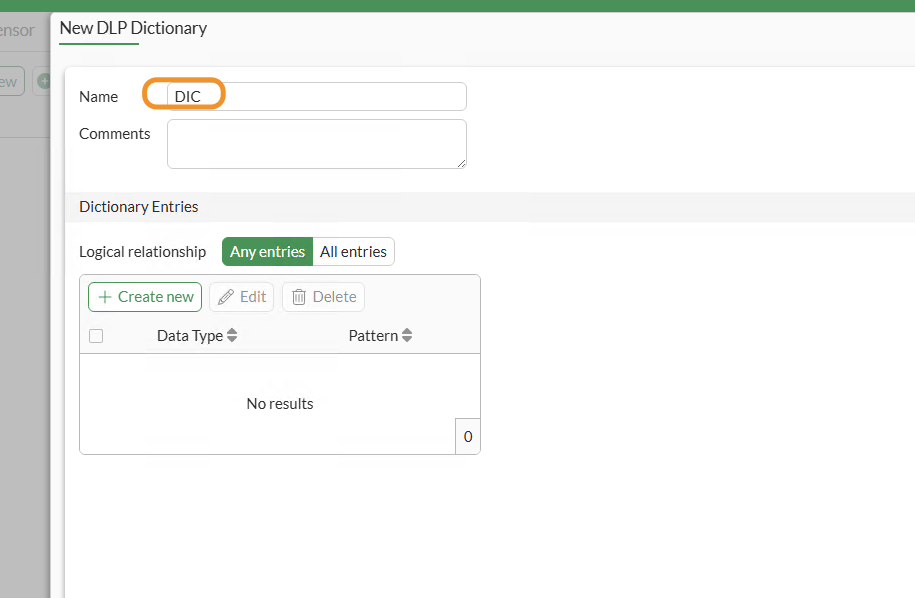 New DLP Dictionary
ensor
ew
Name DIC
Comments
Dictionary Entries
Logical relationship Any entries All entries
Create new Edit Delete
Data Type Pattern
No results
0